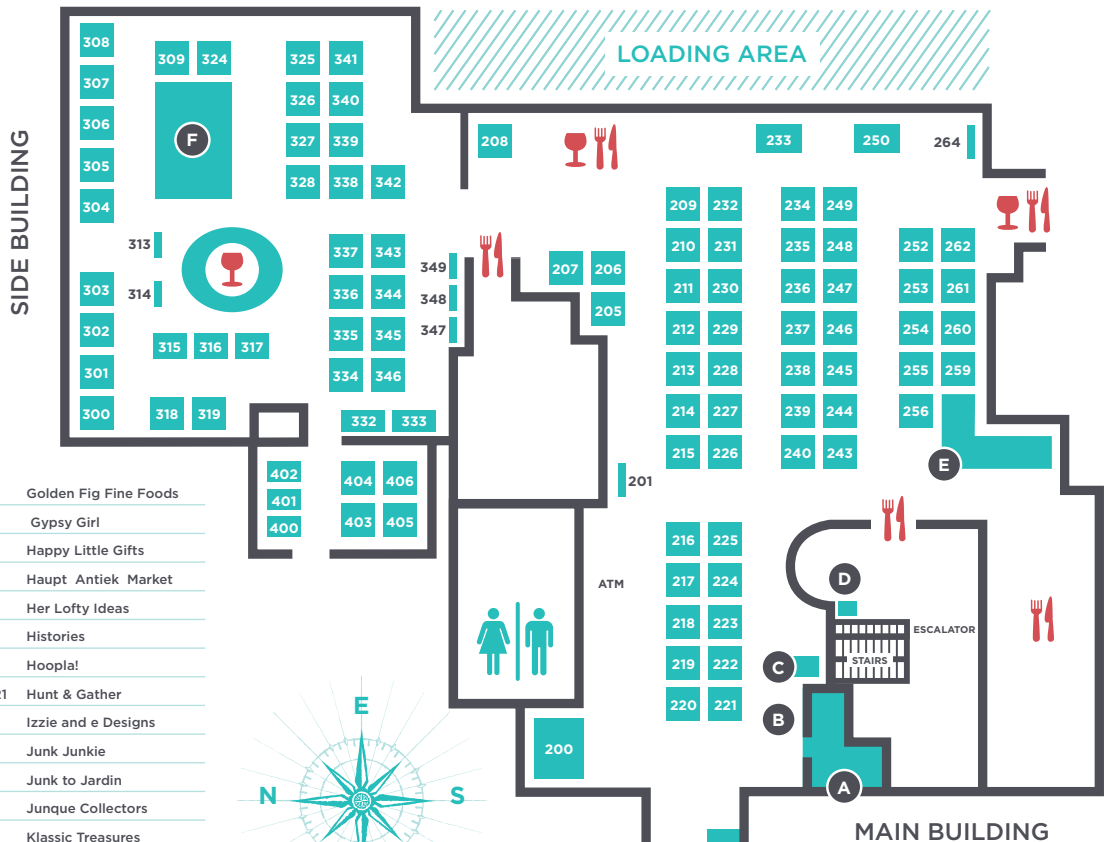 LOADING AREA
SIDE BUILDING
308
307
306
305
304
303
302
301
300
309 324
F
313
314
315 316 317
318 319
325 341
326 340
327 339
328 338 342
337 343
336 344
335 345
334 346
332 333
349
348
347
402
401
400
404 406
403 405
208
207 206
205
201
233
250
264
209 232
210 231
211 230
212 229
213 228
214 227
215 226
216 225
217 224
218 223
219 222
220 221
234 249
235 248
236 247
237 246
238 245
239 244
240 243
252 262
253 261
254 260
255 259
256
E
ATM
D
ESCALATOR
STAIRS
C
B
A
200
MAIN BUILDING
Golden Fig Fine Foods
Gypsy Girl
Happy Little Gifts
Haupt Antiek Market
Her Lofty Ideas
Histories
Hoopla!
21 Hunt & Gather
Izzie and e Designs
Junk Junkie
Junk to Jardin
Junque Collectors
Klassic Treasures
E
N S